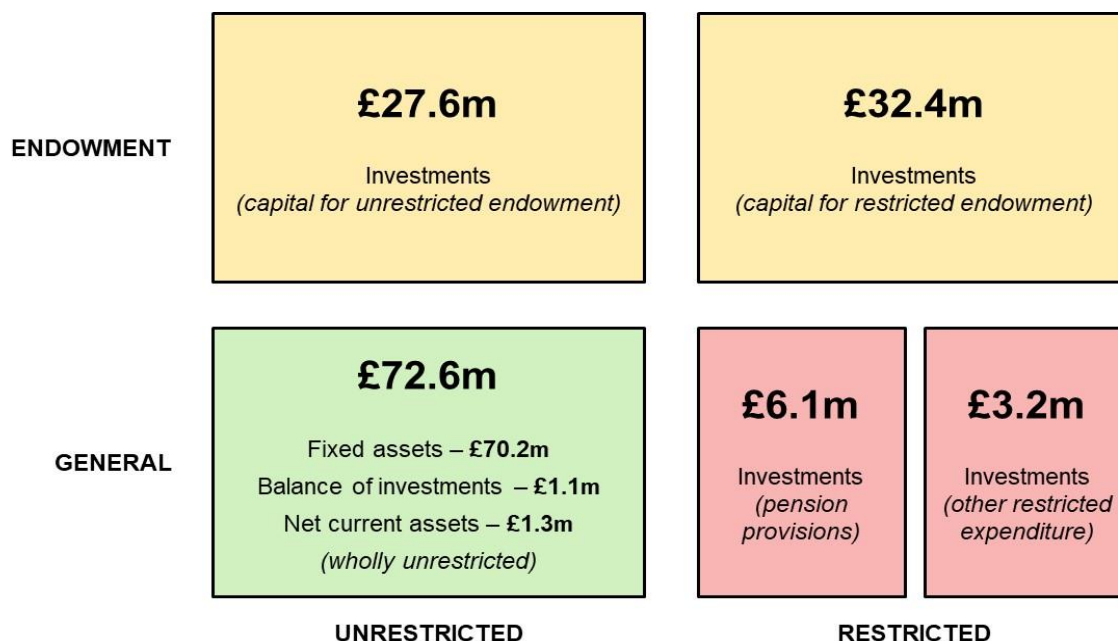 £27.6m
Investments
(capital for unrestricted endowment)
£32.4m
Investments
(capital for restricted endowment)
ENDOWMENT
£72.6m
Fixed assets – £70.2m
Balance of investments – £1.1m
Net current assets – £1.3m
(wholly unrestricted)
£6.1m
Investments
(pension
provisions)
£3.2m
Investments
(other restricted
expenditure)
GENERAL
UNRESTRICTED
RESTRICTED